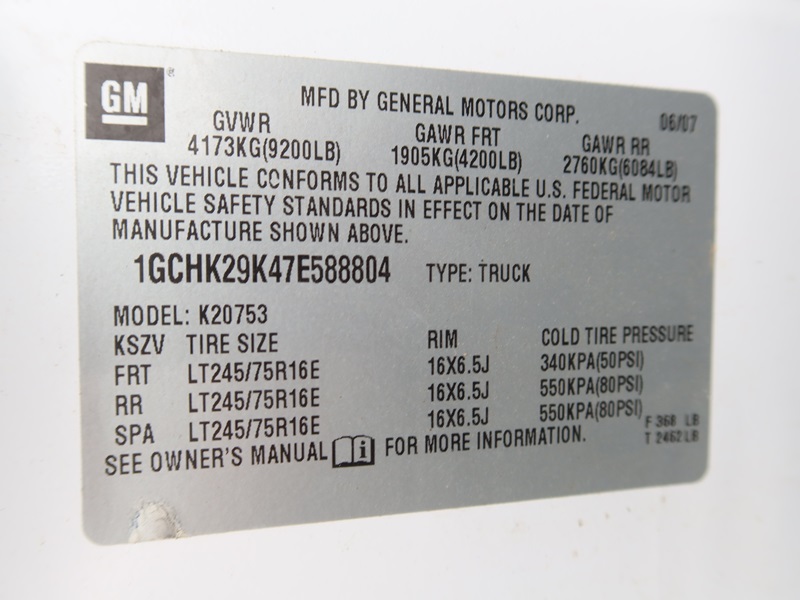 GM
MFD BY GENERAL MOTORS CORP. 06/07
GVWR GAWR FRT GAWR RR
4173KG(9200LB) 1905KG(4200LB) 2760KG(6084LB)
THIS VEHICLE CONFORMS TO ALL APPLICABLE U.S. FEDERAL MOTOR
VEHICLE SAFETY STANDARDS IN EFFECT ON THE DATE OF
MANUFACTURE SHOWN ABOVE.
1GCHK29K47E588804 TYPE: TRUCK
MODEL: K20753
KSZV TIRE SIZE RIM COLD TIRE PRESSURE
FRT LT245/75R16E 16X6.5J 340KPA(50PSI)
RR LT245/75R16E 16X6.5J 550KPA(80PSI)
SPA LT245/75R16E 16X6.5J 550KPA(80PSI)
F 368 LB
T 2462 LB
SEE OWNER'S MANUAL i FOR MORE INFORMATION.